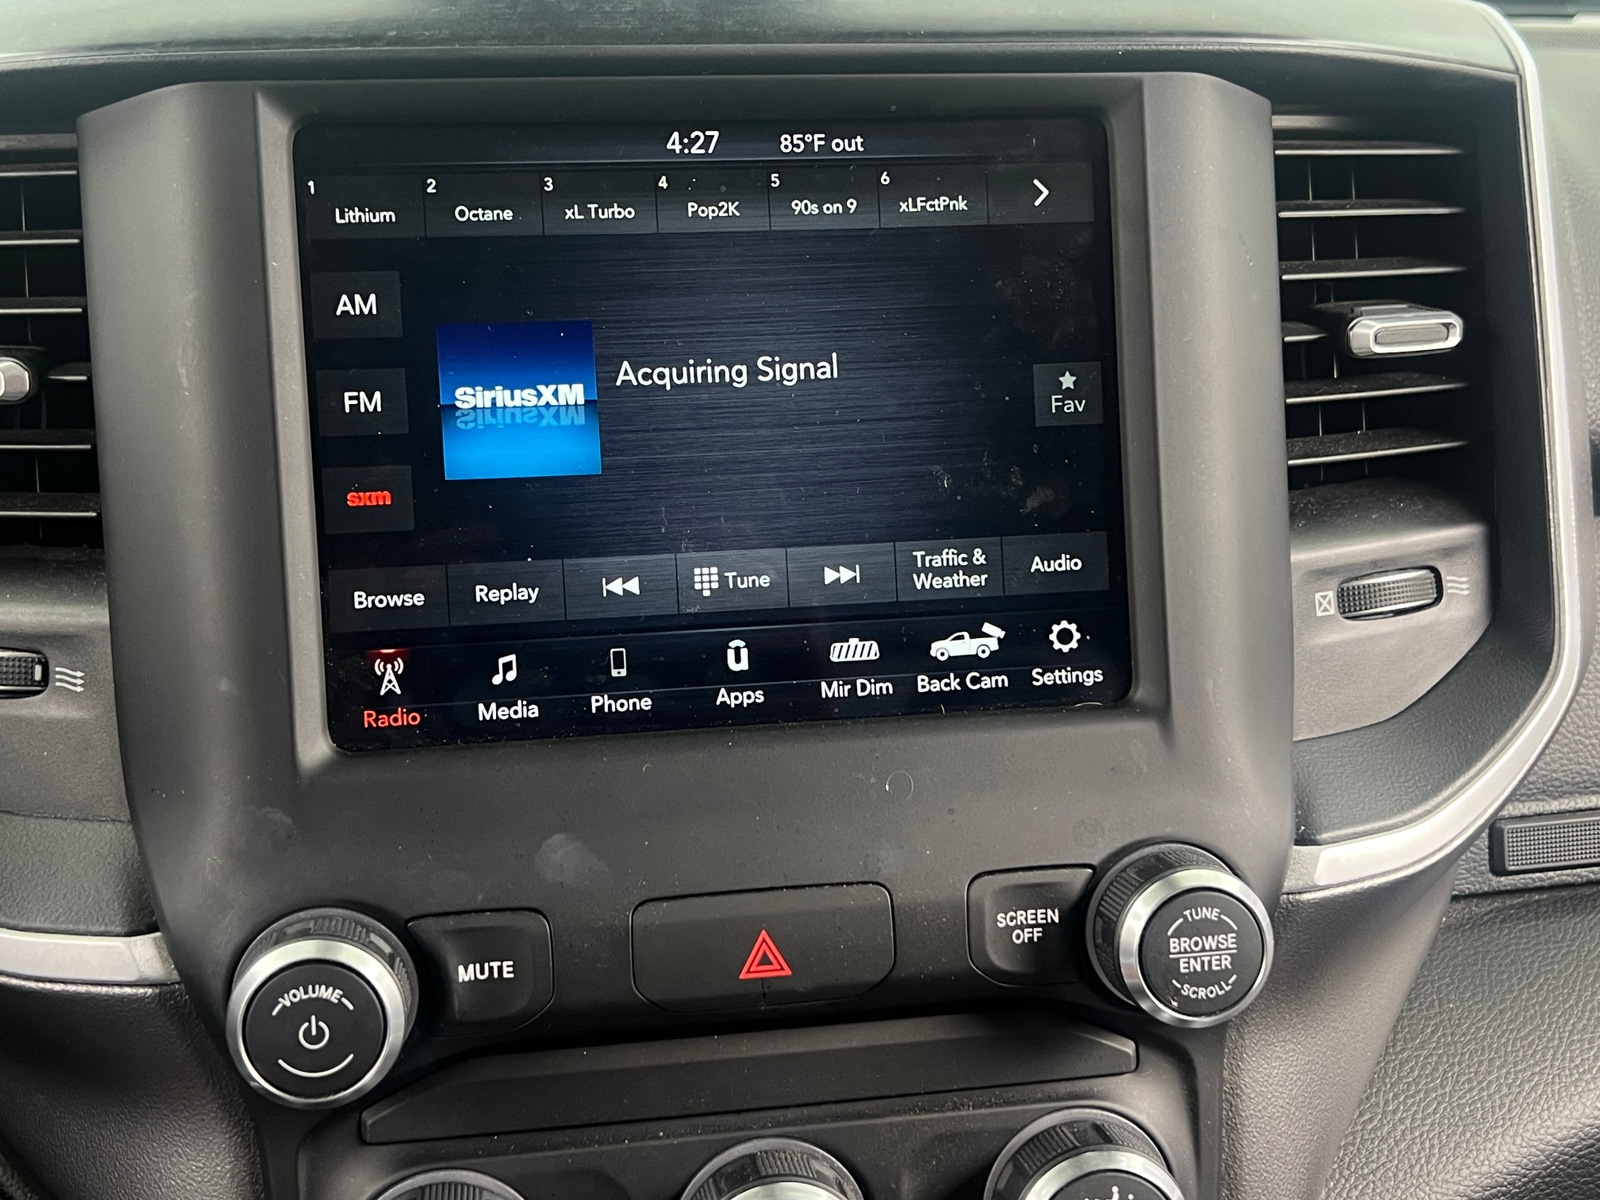 4:27 85°F out
1 Lithium
2 Octane
3 xL Turbo
4 Pop2K
5 90s on 9
6 xLFctPnk
AM
FM
sxm
SiriusXM
Acquiring Signal
Fav
Browse
Replay
Tune
Traffic &
Weather
Audio
Radio
Media
Phone
Apps
Mir Dim
Back Cam
Settings
VOLUME
MUTE
SCREEN
OFF
TUNE
BROWSE
ENTER
SCROLL